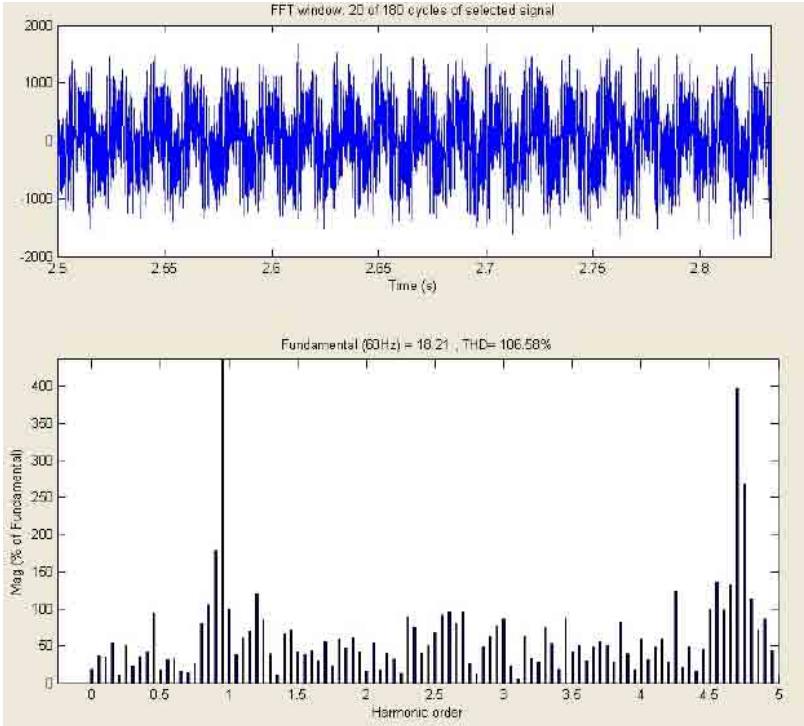 FFT window: 20 of 180 cycles of selected signal
2000
1000
0
-1000
-2000
2.5 2.55 2.6 2.65 2.7 2.75 2.8
Time (s)
Fundamental (60Hz) = 18.21 , THD= 106.58%
400
350
300
250
200
150
100
50
0
Mag (% of Fundamental)
0 0.5 1 1.5 2 2.5 3 3.5 4 4.5 5
Harmonic order